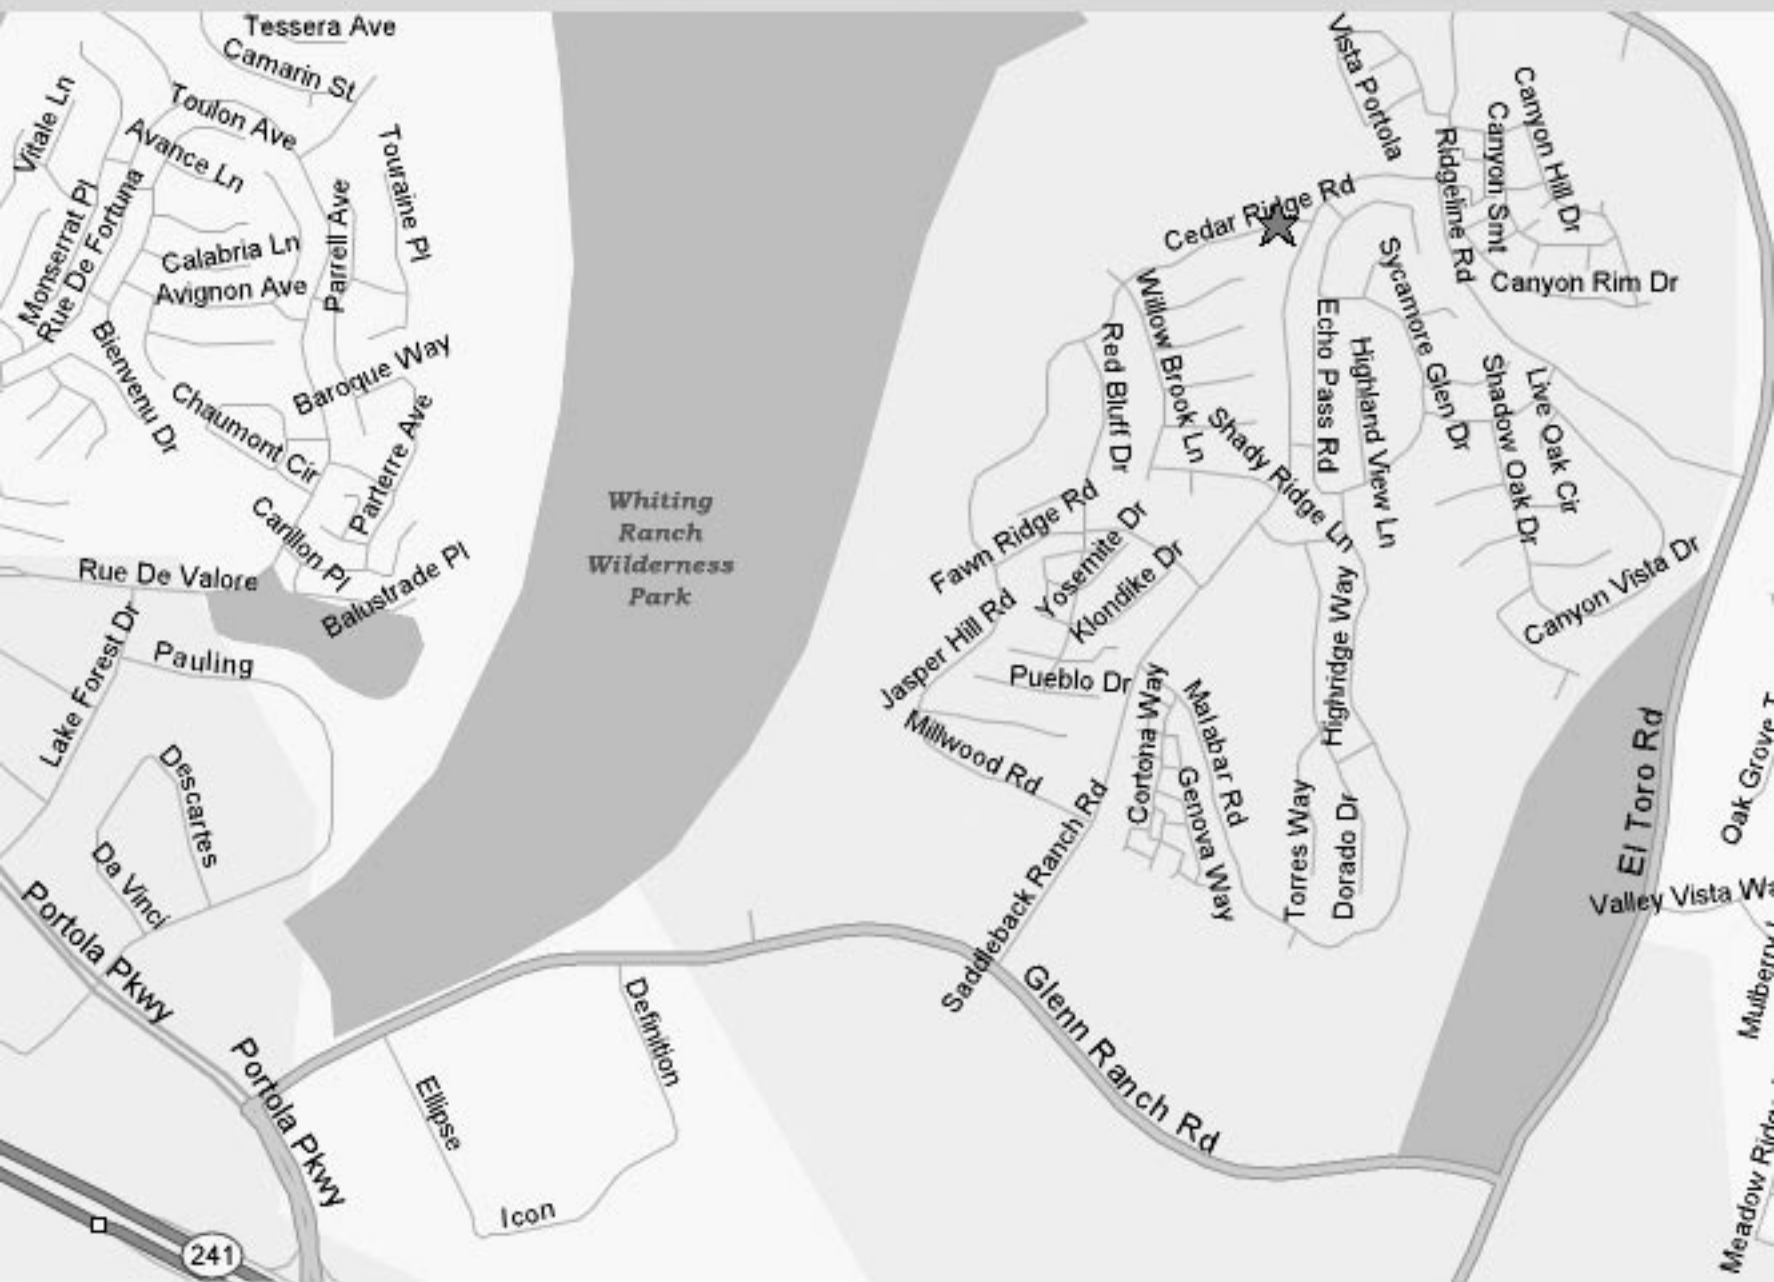 Tessera Ave
Camarin St
Vitale Ln
Toulon Ave
Avance Ln
Touraine Pl
Monserrat Pl
Rue De Fortuna
Parrell Ave
Calabria Ln
Avignon Ave
Bienvenu Dr
Baroque Way
Chaumont Cir
Parterre Ave
Carillon Pl
Balustrade Pl
Rue De Valore
Lake Forest Dr
Pauling
Descartes
Da Vinci
Portola Pkwy
Portola Pkwy
241
Ellipse
Icon
Definition
Whiting
Ranch
Wilderness
Park
Vista Portola
Canyon Hill Dr
Canyon Smt
Ridgeline Rd
Cedar Ridge Rd
Canyon Rim Dr
Sycamore Glen Dr
Willow Brook Ln
Red Bluff Dr
Echo Pass Rd
Highland View Ln
Shadow Oak Dr
Live Oak Cir
Shady Ridge Ln
Fawn Ridge Rd
Yosemite Dr
Klondike Dr
Canyon Vista Dr
Jasper Hill Rd
Pueblo Dr
Highridge Way
Millwood Rd
Cortome Way
Malabar Rd
Genova Way
Torres Way
Dorado Dr
Saddleback Ranch Rd
Glenn Ranch Rd
El Toro Rd
Oak Grove T
Valley Vista Wa
Mulberry
Meadow Ridge